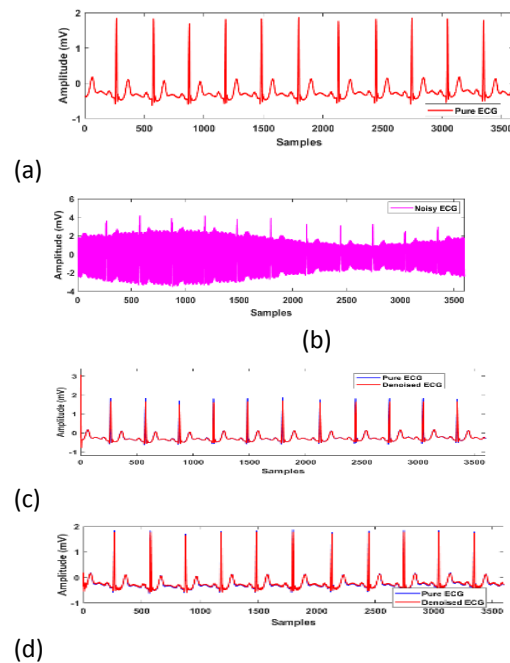 2
1
0
-1
Amplitude (mV)
Pure ECG
0 500 1000 1500 2000 2500 3000 3500
Samples
(a)
6
4
2
0
-2
-4
Amplitude (mV)
Noisy ECG
0 500 1000 1500 2000 2500 3000 3500
Samples
(b)
3
2
1
0
-1
Amplitude (mV)
Pure ECG
Denoised ECG
0 500 1000 1500 2000 2500 3000 3500
Samples
(c)
2
1
0
-1
Amplitude (mV)
Pure ECG
Denoised ECG
0 500 1000 1500 2000 2500 3000 3500
Samples
(d)